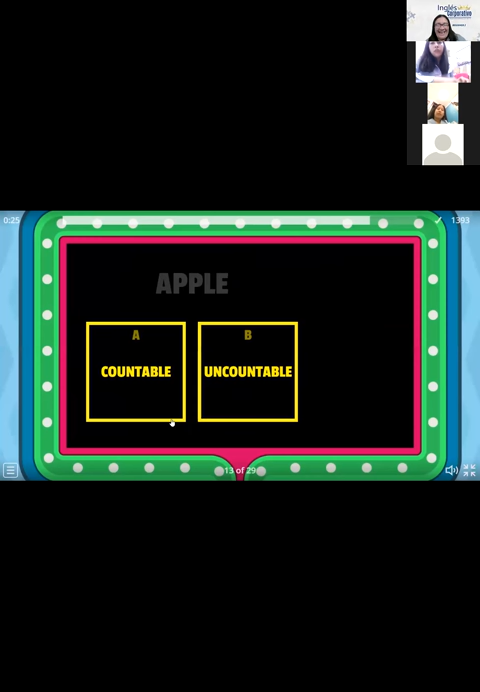 Inglés
Corporativo
0:25
✓ 1393
APPLE
A
B
COUNTABLE
UNCOUNTABLE
13 of 29